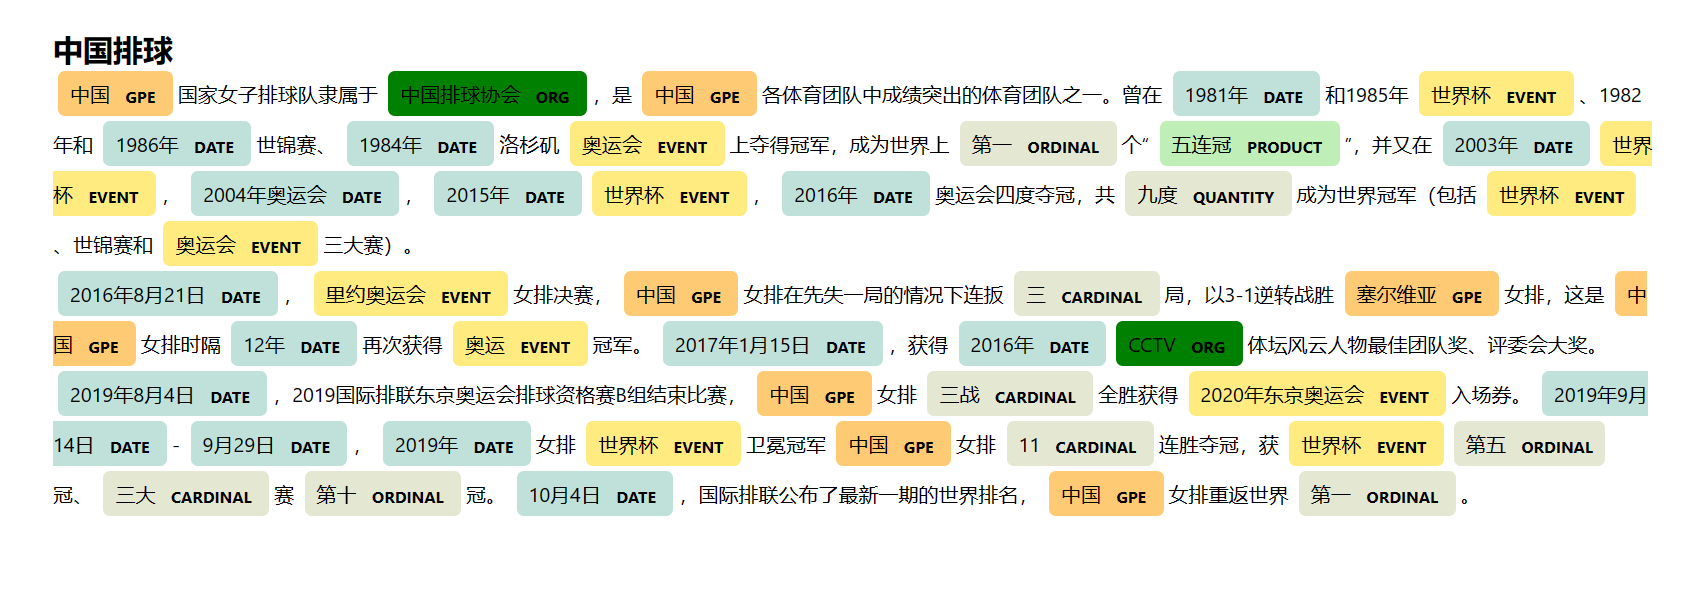 中国排球
中国 GPE 国家女子排球队隶属于 中国排球协会 ORG ，是 中国 GPE 各体育团队中成绩突出的体育团队之一。曾在 1981年 DATE 和1985年 世界杯 EVENT 、1982
年和 1986年 DATE 世锦赛、 1984年 DATE 洛杉矶 奥运会 EVENT 上夺得冠军，成为世界上 第一 ORDINAL 个“ 五连冠 PRODUCT ”，并又在 2003年 DATE 世界
杯 EVENT ， 2004年奥运会 DATE ， 2015年 DATE 世界杯 EVENT ， 2016年 DATE 奥运会四度夺冠，共 九度 QUANTITY 成为世界冠军（包括 世界杯 EVENT
、世锦赛和 奥运会 EVENT 三大赛）。
2016年8月21日 DATE ， 里约奥运会 EVENT 女排决赛， 中国 GPE 女排在先失一局的情况下连扳 三 CARDINAL 局，以3-1逆转战胜 塞尔维亚 GPE 女排，这是 中
国 GPE 女排时隔 12年 DATE 再次获得 奥运 EVENT 冠军。 2017年1月15日 DATE ，获得 2016年 DATE CCTV ORG 体坛风云人物最佳团队奖、评委会大奖。
2019年8月4日 DATE ，2019国际排联东京奥运会排球资格赛B组结束比赛， 中国 GPE 女排 三战 CARDINAL 全胜获得 2020年东京奥运会 EVENT 入场券。 2019年9月
14日 DATE - 9月29日 DATE ， 2019年 DATE 女排 世界杯 EVENT 卫冕冠军 中国 GPE 女排 11 CARDINAL 连胜夺冠，获 世界杯 EVENT 第五 ORDINAL
冠、 三大 CARDINAL 赛 第十 ORDINAL 冠。 10月4日 DATE ，国际排联公布了最新一期的世界排名， 中国 GPE 女排重返世界 第一 ORDINAL 。